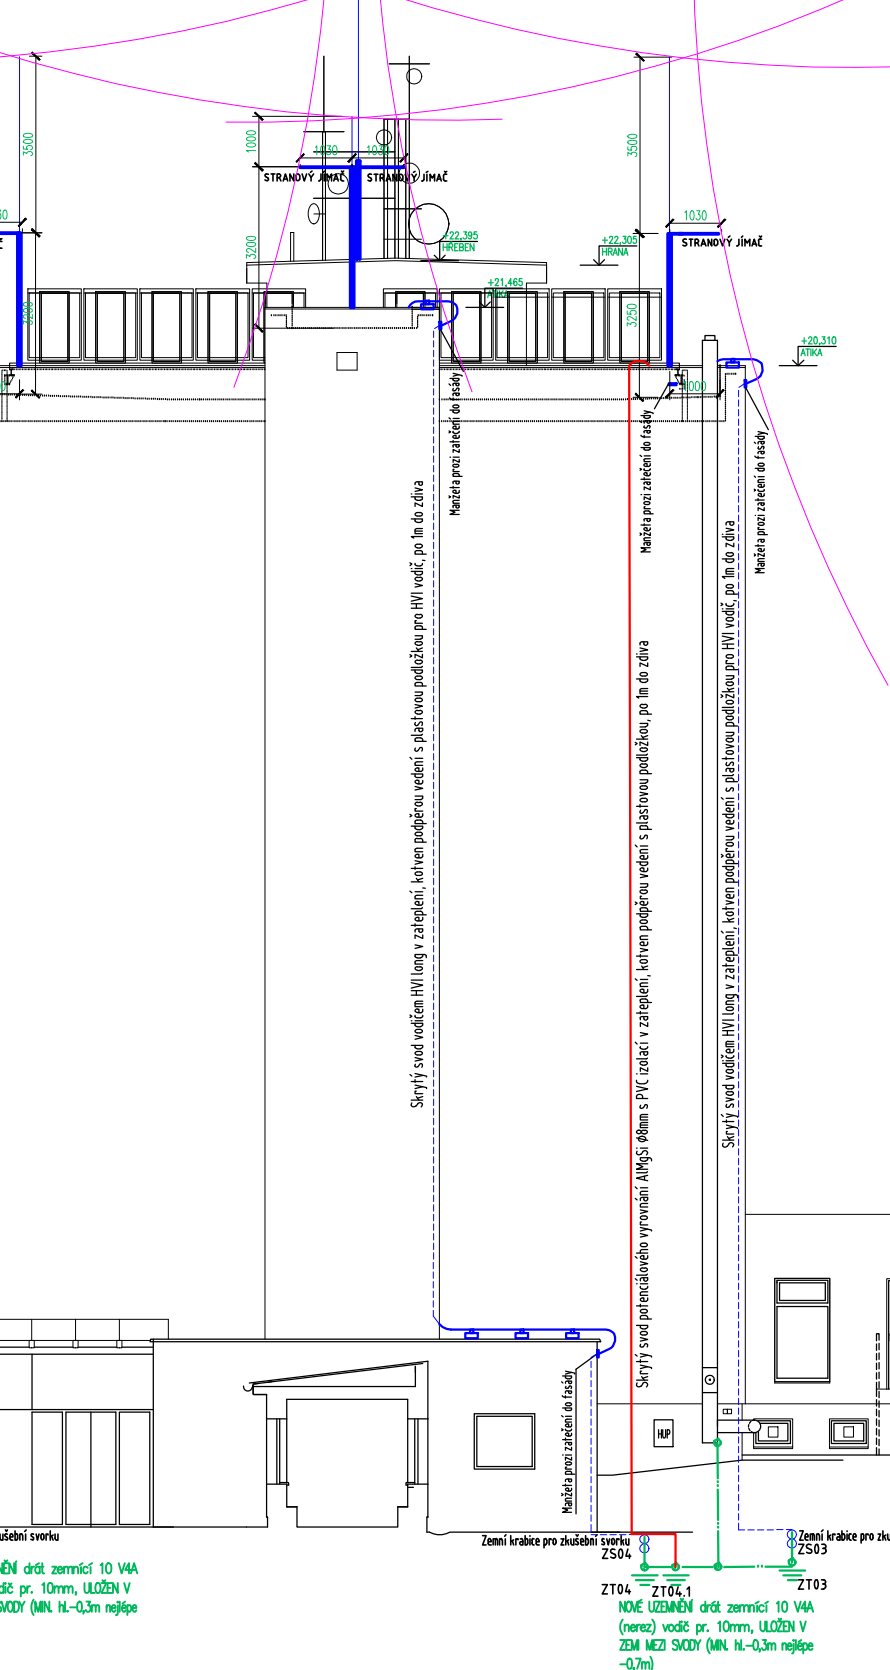 3500
1000
3500
1030
1030
STRANOVÝ JÍMAČ
STRANOVÝ JÍMAČ
1030
STRANOVÝ JÍMAČ
+22,395
HŘEBEN
+22,305
HRANA
3200
+21,465
ATIKA
3200
3250
+20,310
ATIKA
1000
Manžeta prozi zatečení do fasády
Manžeta prozi zatečení do fasády
Manžeta prozi zatečení do fasády
Skrytý svod vodičem HVI long v zateplení, kotven podpěrou vedení s plastovou podložkou pro HVI vodič, po 1m do zdiva
Skrytý svod potenciálového vyrovnání AlMgSi Ø8mm s PVC izolací v zateplení, kotven podpěrou vedení s plastovou podložkou, po 1m do zdiva
Skrytý svod vodičem HVI long v zateplení, kotven podpěrou vedení s plastovou podložkou pro HVI vodič, po 1m do zdiva
Manžeta prozi zatečení do fasády
HUP
ušební svorku
Zemní krabice pro zkušební svorku
Zemní krabice pro zku
ZS04
ZS03
ZT04
ZT04.1
ZT03
NĚNÍ drát zemnící 10 V4A
dič pr. 10mm, ULOŽEN V
SVODY (MIN. hl.-0,3m nejlépe
NOVÉ UZEMNĚNÍ drát zemnící 10 V4A
(nerez) vodič pr. 10mm, ULOŽEN V
ZEMI MEZI SVODY (MIN. hl.-0,3m nejlépe
-0,7m)